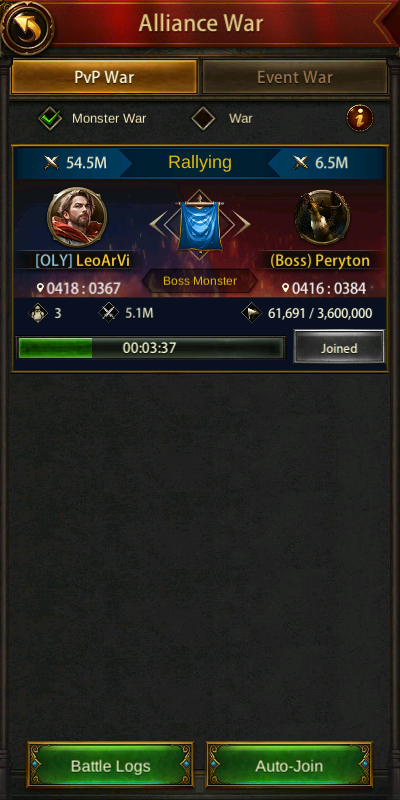 Alliance War
PvP War
Event War
Monster War
War
54.5M
Rallying
6.5M
[OLY] LeoArVi
(Boss) Peryton
0418 : 0367
Boss Monster
0416 : 0384
3
5.1M
61,691 / 3,600,000
00:03:37
Joined
Battle Logs
Auto-Join